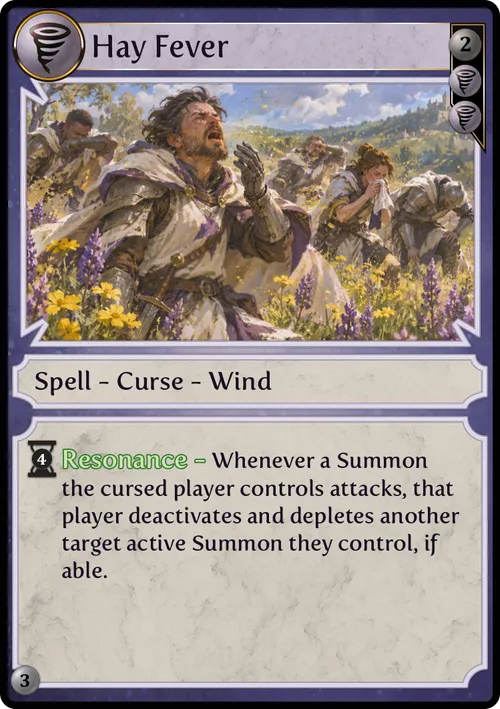 Hay Fever
2
Spell - Curse - Wind
4
Resonance - Whenever a Summon
the cursed player controls attacks, that
player deactivates and depletes another
target active Summon they control, if
able.
3